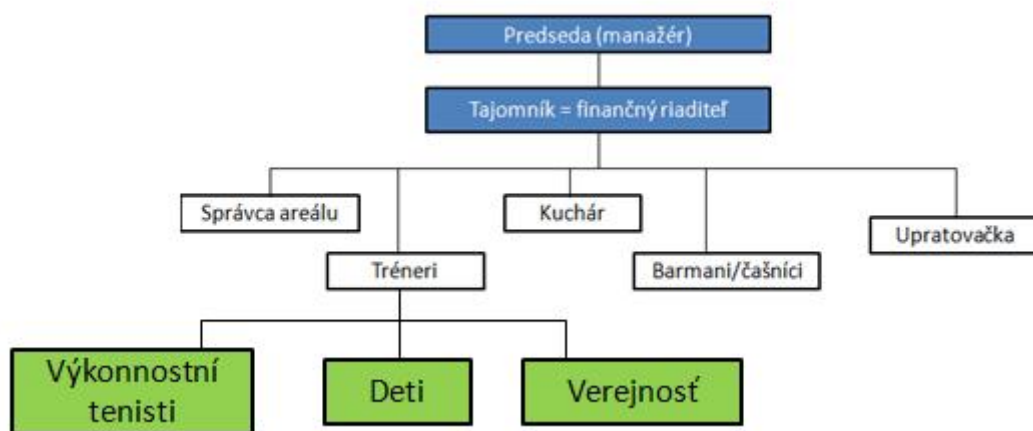 Predseda (manažér)
Tajomník = finančný riaditeľ
Správca areálu
Kuchár
Upratovačka
Tréneri
Barmani/čašníci
Výkonnostní
tenisti
Deti
Verejnosť